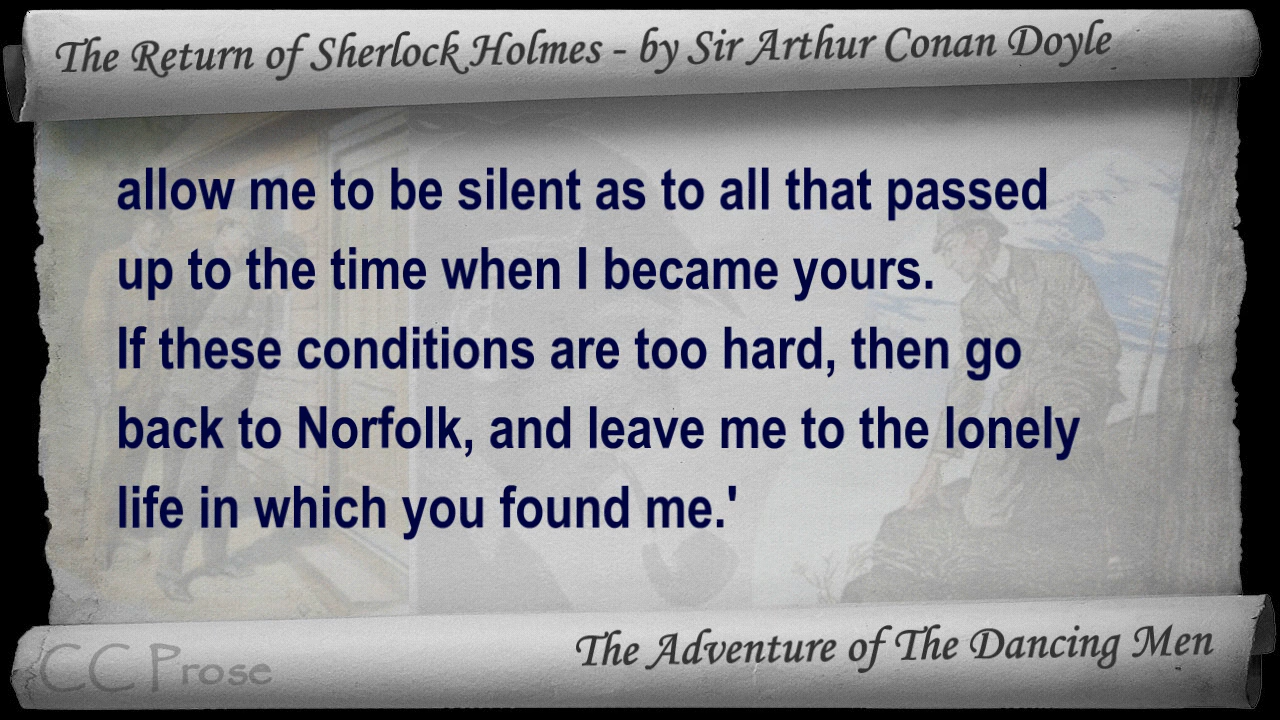 The Return of Sherlock Holmes - by Sir Arthur Conan Doyle
allow me to be silent as to all that passed
up to the time when I became yours.
If these conditions are too hard, then go
back to Norfolk, and leave me to the lonely
life in which you found me.'
The Adventure of The Dancing Men
CC Prose